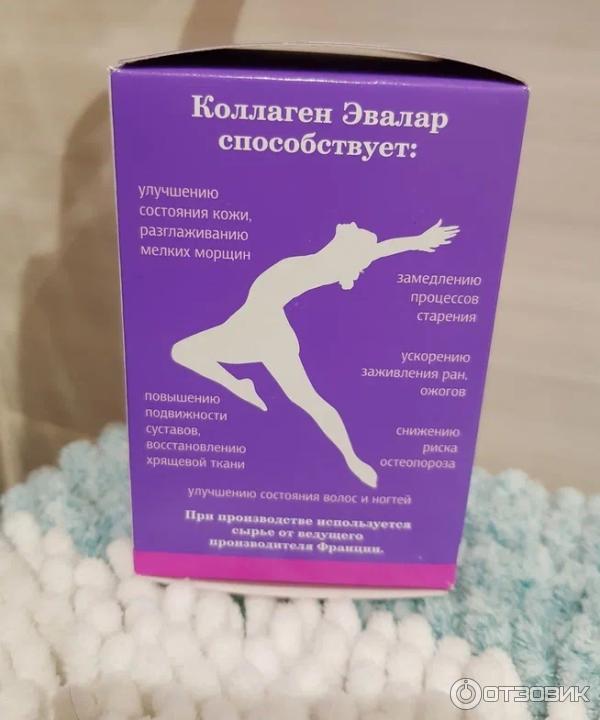 Коллаген Эвалар
способствует:
улучшению
состояния кожи,
разглаживанию
мелких морщин
замедлению
процессов
старения
ускорению
заживления ран,
ожогов
повышению
подвижности
суставов,
восстановлению
хрящевой ткани
снижению
риска
остеопороза
улучшению состояния волос и ногтей
При производстве используется
сырье от ведущего
производителя Франции.
ОТЗОВИК